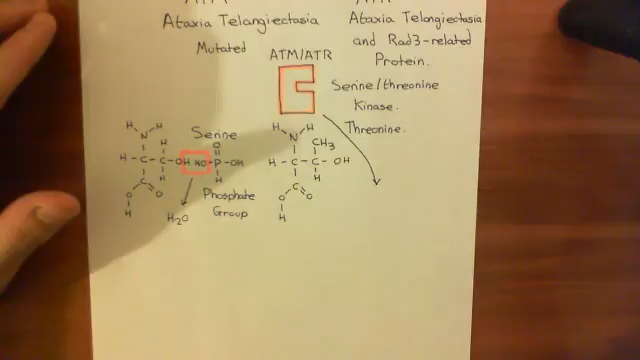 Ataxia Telangiectasia
Mutated
Ataxia Telangiectasia
and Rad3-related
Protein.
ATM/ATR
Serine/threonine
Kinase.
Threonine.
Serine
H H
N
H
H - C - C - OH HO - P - OH
O
H
H
C
O O
H
H2O
Phosphate
Group
H H
N
CH3
H - C - C - OH
H
C
O O
H